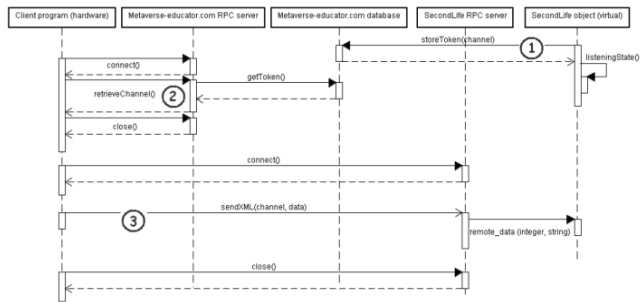 Client program (hardware)
Metaverse-educator.com RPC server
Metaverse-educator.com database
SecondLife RPC server
SecondLife object (virtual)
storeToken(channel)
1
listeningState()
connect()
getToken()
retrieveChannel()
2
close()
connect()
sendXML(channel, data)
3
remote_data (integer, string)
close()